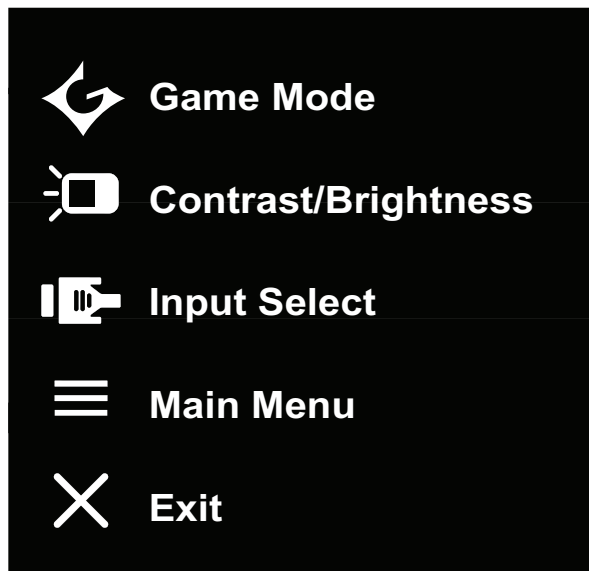 Game Mode
Contrast/Brightness
Input Select
Main Menu
Exit